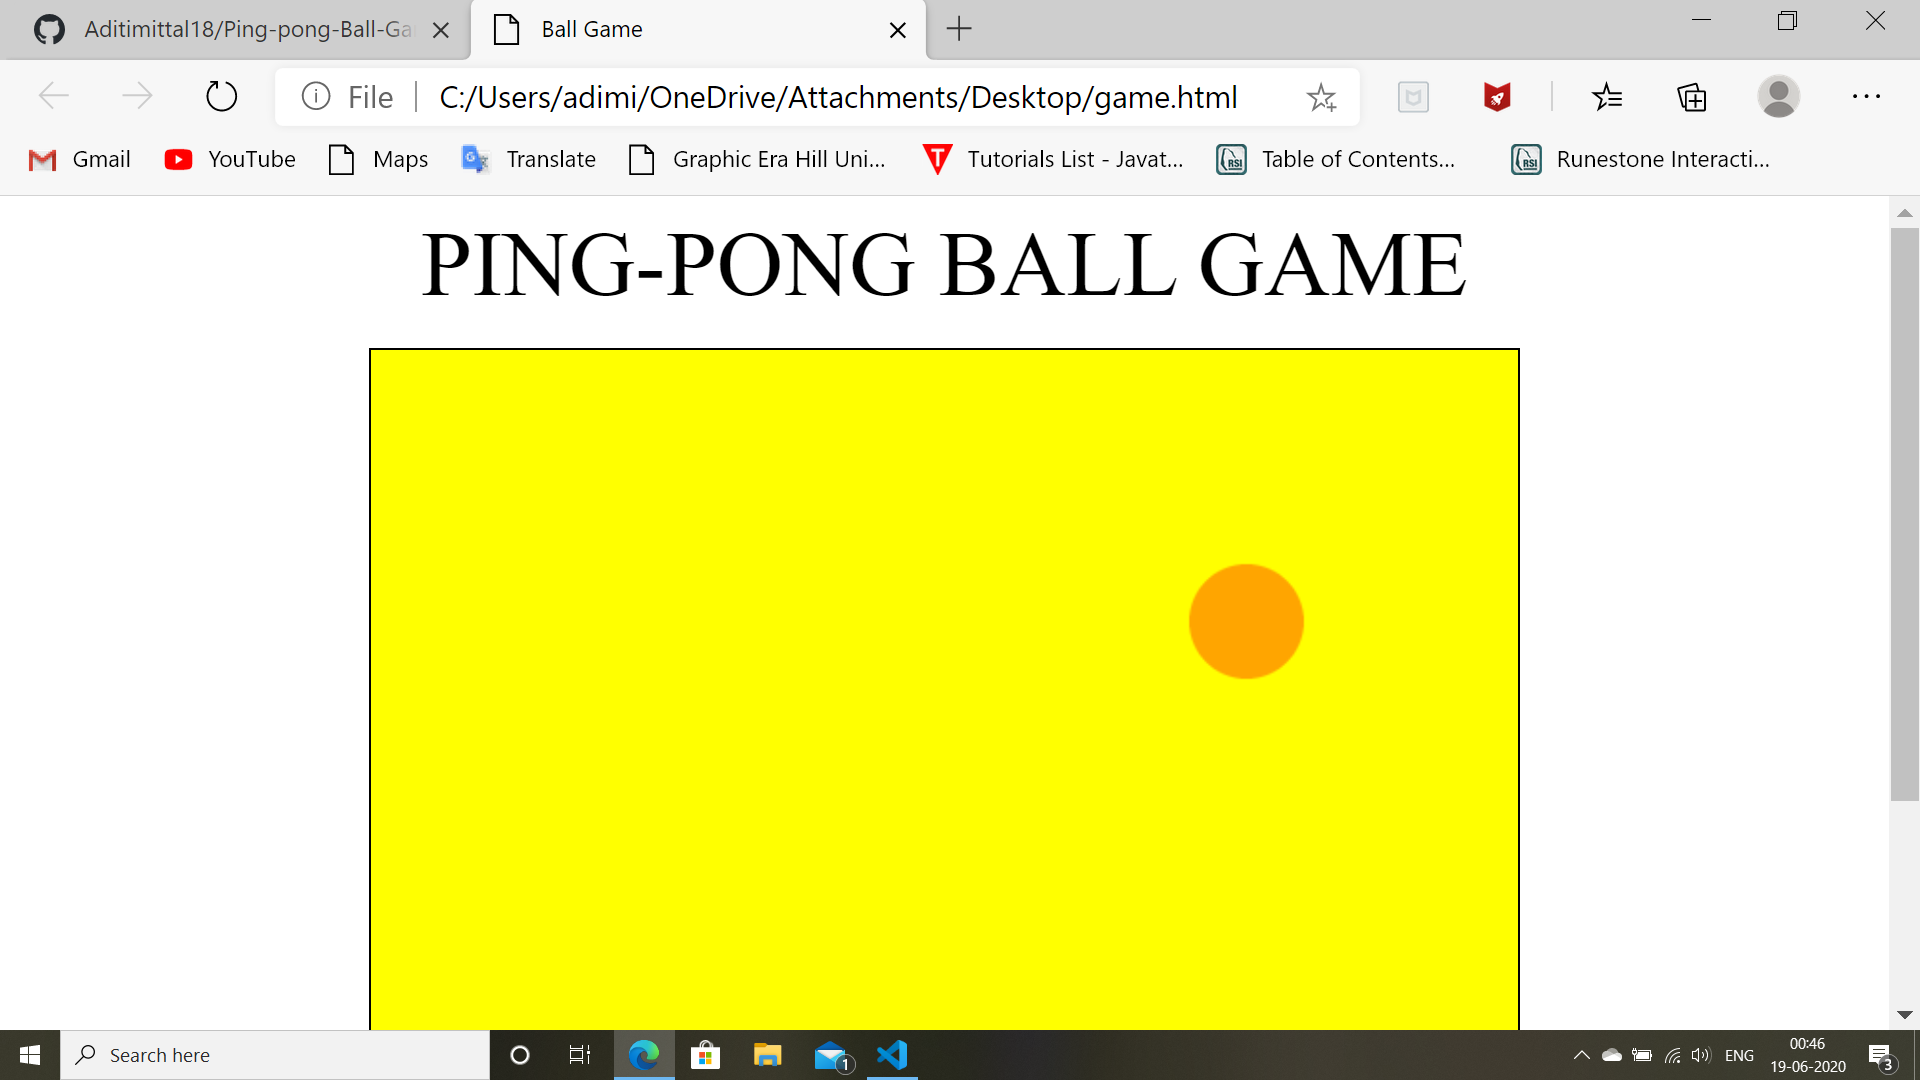 Aditimittal18/Ping-pong-Ball-Ga
Ball Game
File
C:/Users/adimi/OneDrive/Attachments/Desktop/game.html
Gmail
YouTube
Maps
Translate
Graphic Era Hill Uni...
Tutorials List - Javat...
Table of Contents...
Runestone Interacti...
PING-PONG BALL GAME
Search here
1
ENG
00:46
19-06-2020
3